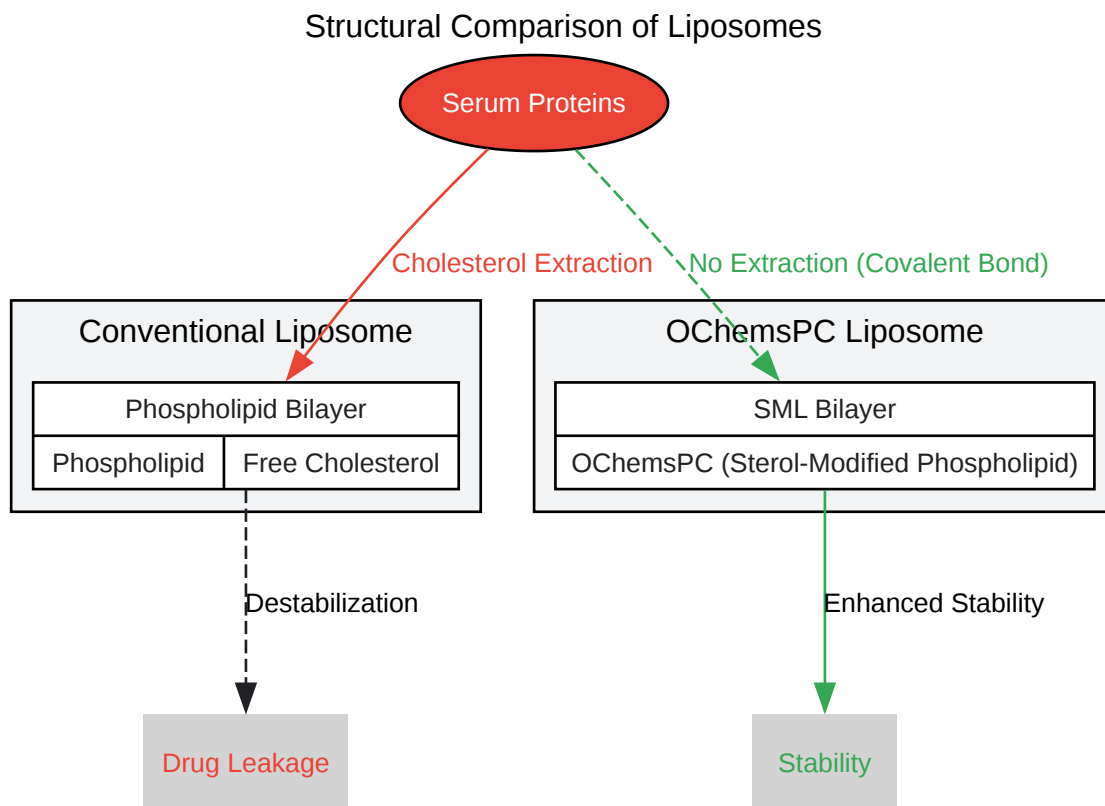 Structural Comparison of Liposomes
Serum Proteins
Cholesterol Extraction
No Extraction (Covalent Bond)
Conventional Liposome
Phospholipid Bilayer
Phospholipid
Free Cholesterol
OChemsPC Liposome
SML Bilayer
OChemsPC (Sterol-Modified Phospholipid)
Destabilization
Enhanced Stability
Drug Leakage
Stability